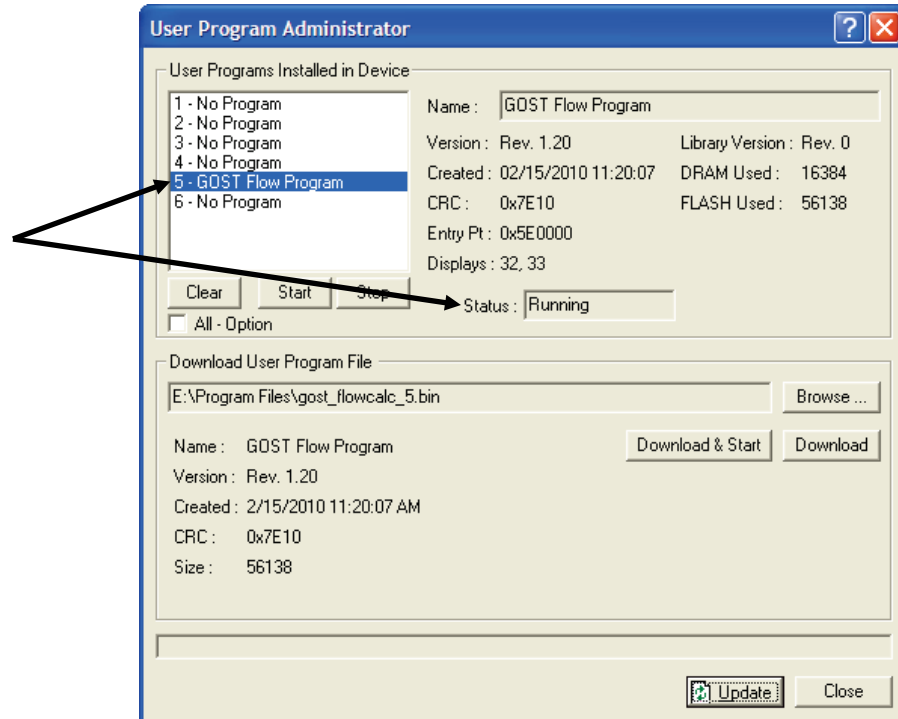 User Program Administrator
User Programs Installed in Device
1 - No Program
2 - No Program
3 - No Program
4 - No Program
5 - GOST Flow Program
6 - No Program
Clear Start Stop
All - Option
Name : GOST Flow Program
Version : Rev. 1.20 Library Version : Rev. 0
Created : 02/15/2010 11:20:07 DRAM Used : 16384
CRC : 0x7E10 FLASH Used : 56138
Entry Pt : 0x5E0000
Displays : 32, 33
Status : Running
Download User Program File
E:\Program Files\gost_flowcalc_5.bin Browse ...
Name : GOST Flow Program Download & Start Download
Version : Rev. 1.20
Created : 2/15/2010 11:20:07 AM
CRC : 0x7E10
Size : 56138
Update Close